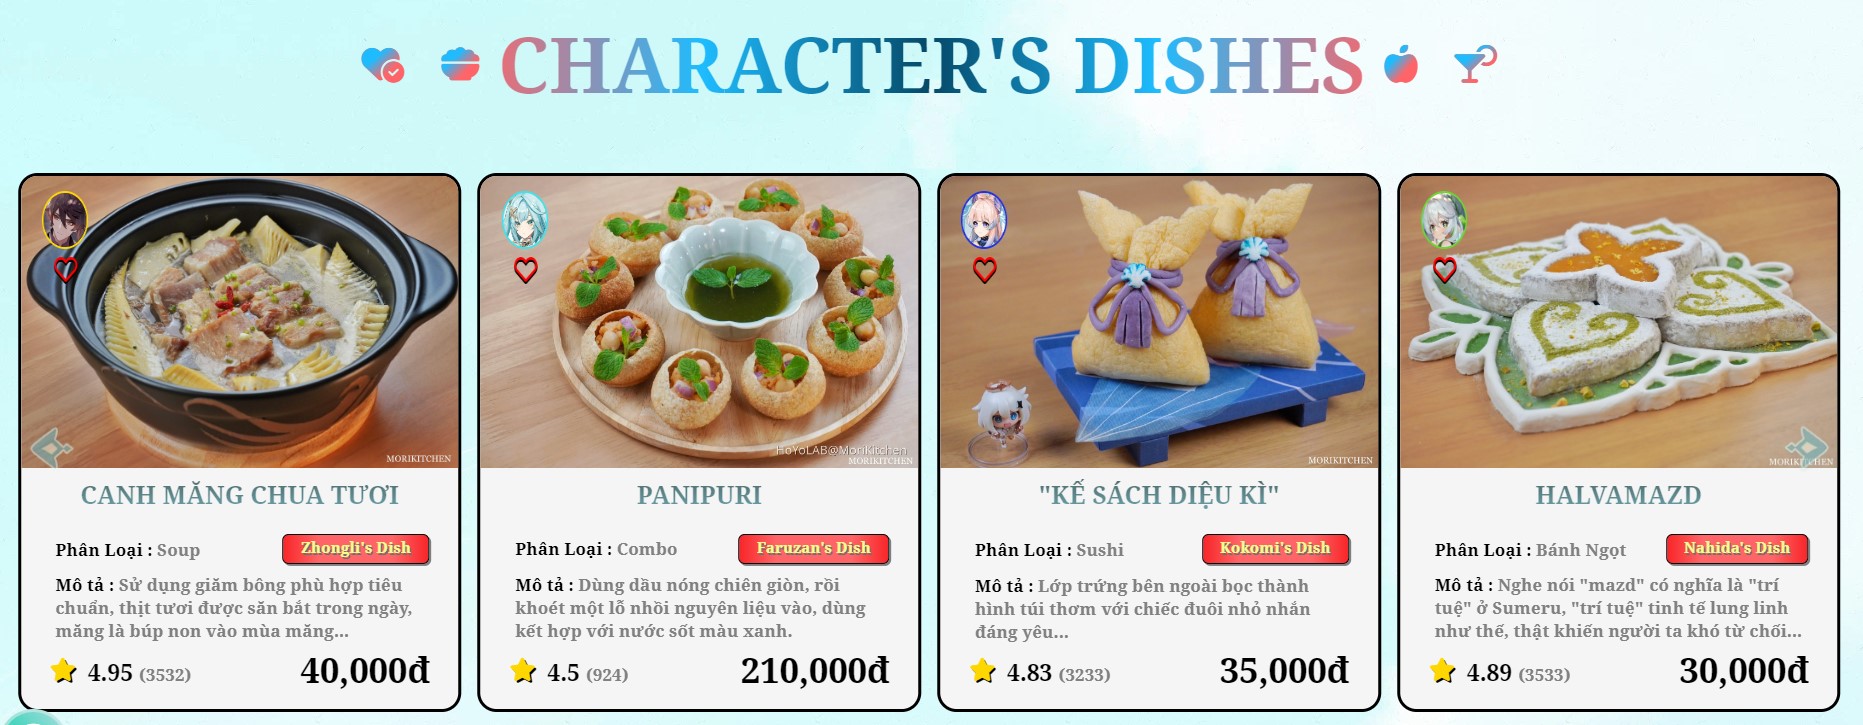 CHARACTER'S DISHES
MORIKITCHEN
CANH MĂNG CHUA TƯƠI
Phân Loại : Soup
Zhongli's Dish
Mô tả : Sử dụng giăm bông phù hợp tiêu
chuẩn, thịt tươi được săn bắt trong ngày,
măng là búp non vào mùa măng...
4.95 (3532)
40,000đ
HoYoLAB@MoriKitchen
MORIKITCHEN
PANIPURI
Phân Loại : Combo
Faruzan's Dish
Mô tả : Dùng dầu nóng chiên giòn, rồi
khoét một lỗ nhồi nguyên liệu vào, dùng
kết hợp với nước sốt màu xanh.
4.5 (924)
210,000đ
MORIKITCHEN
"KẾ SÁCH DIỆU KÌ"
Phân Loại : Sushi
Kokomi's Dish
Mô tả : Lớp trứng bên ngoài bọc thành
hình túi thơm với chiếc đuôi nhỏ nhắn
đáng yêu...
4.83 (3233)
35,000đ
MORIKITCHEN
HALVAMAZD
Phân Loại : Bánh Ngọt
Nahida's Dish
Mô tả : Nghe nói "mazd" có nghĩa là "trí
tuệ" ở Sumeru, "trí tuệ" tinh tế lung linh
như thế, thật khiến người ta khó từ chối...
4.89 (3533)
30,000đ